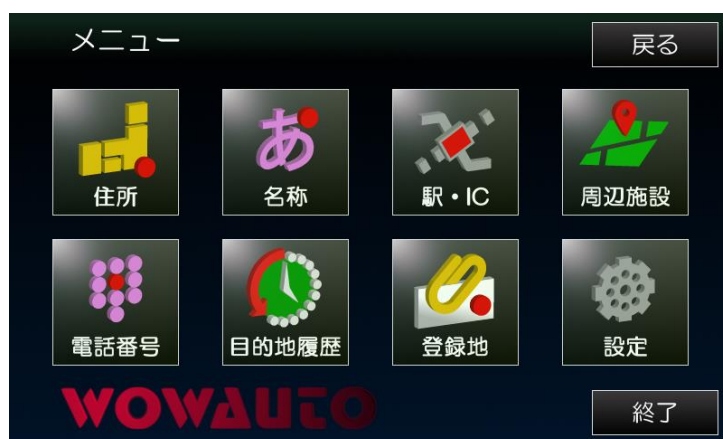 メニュー
戻る
あ
住所
名称
駅・IC
周辺施設
電話番号
目的地履歴
登録地
設定
WOWAUTO
終了